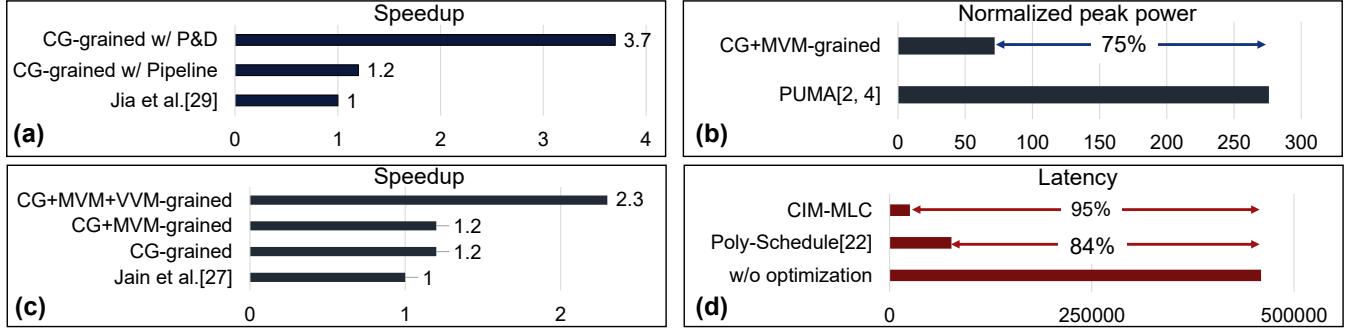 Speedup
CG-grained w/ P&D 3.7
CG-grained w/ Pipeline 1.2
Jia et al.[29] 1
(a) 0 1 2 3 4
Normalized peak power
CG+MVM-grained 75%
PUMA[2, 4]
(b) 0 50 100 150 200 250 300
Speedup
CG+MVM+VVM-grained 2.3
CG+MVM-grained 1.2
CG-grained 1.2
Jain et al.[27] 1
(c) 0 1 2
Latency
CIM-MLC 95%
Poly-Schedule[22] 84%
w/o optimization
(d) 0 250000 500000